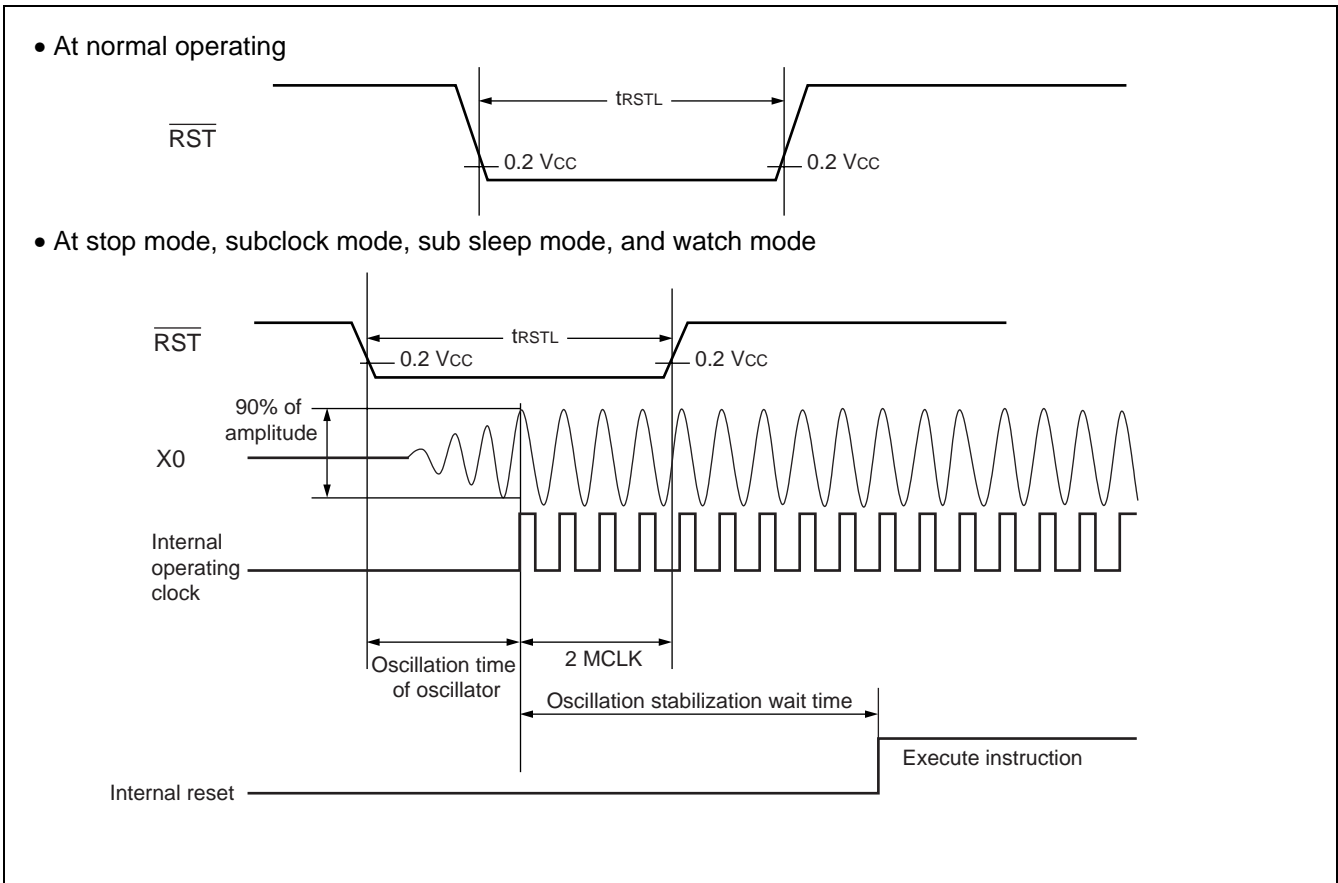 • At normal operating
tRSTL
RST
0.2 VCC
0.2 VCC
• At stop mode, subclock mode, sub sleep mode, and watch mode
RST
tRSTL
0.2 VCC
0.2 VCC
90% of
amplitude
X0
Internal
operating
clock
Oscillation time
of oscillator
2 MCLK
Oscillation stabilization wait time
Execute instruction
Internal reset